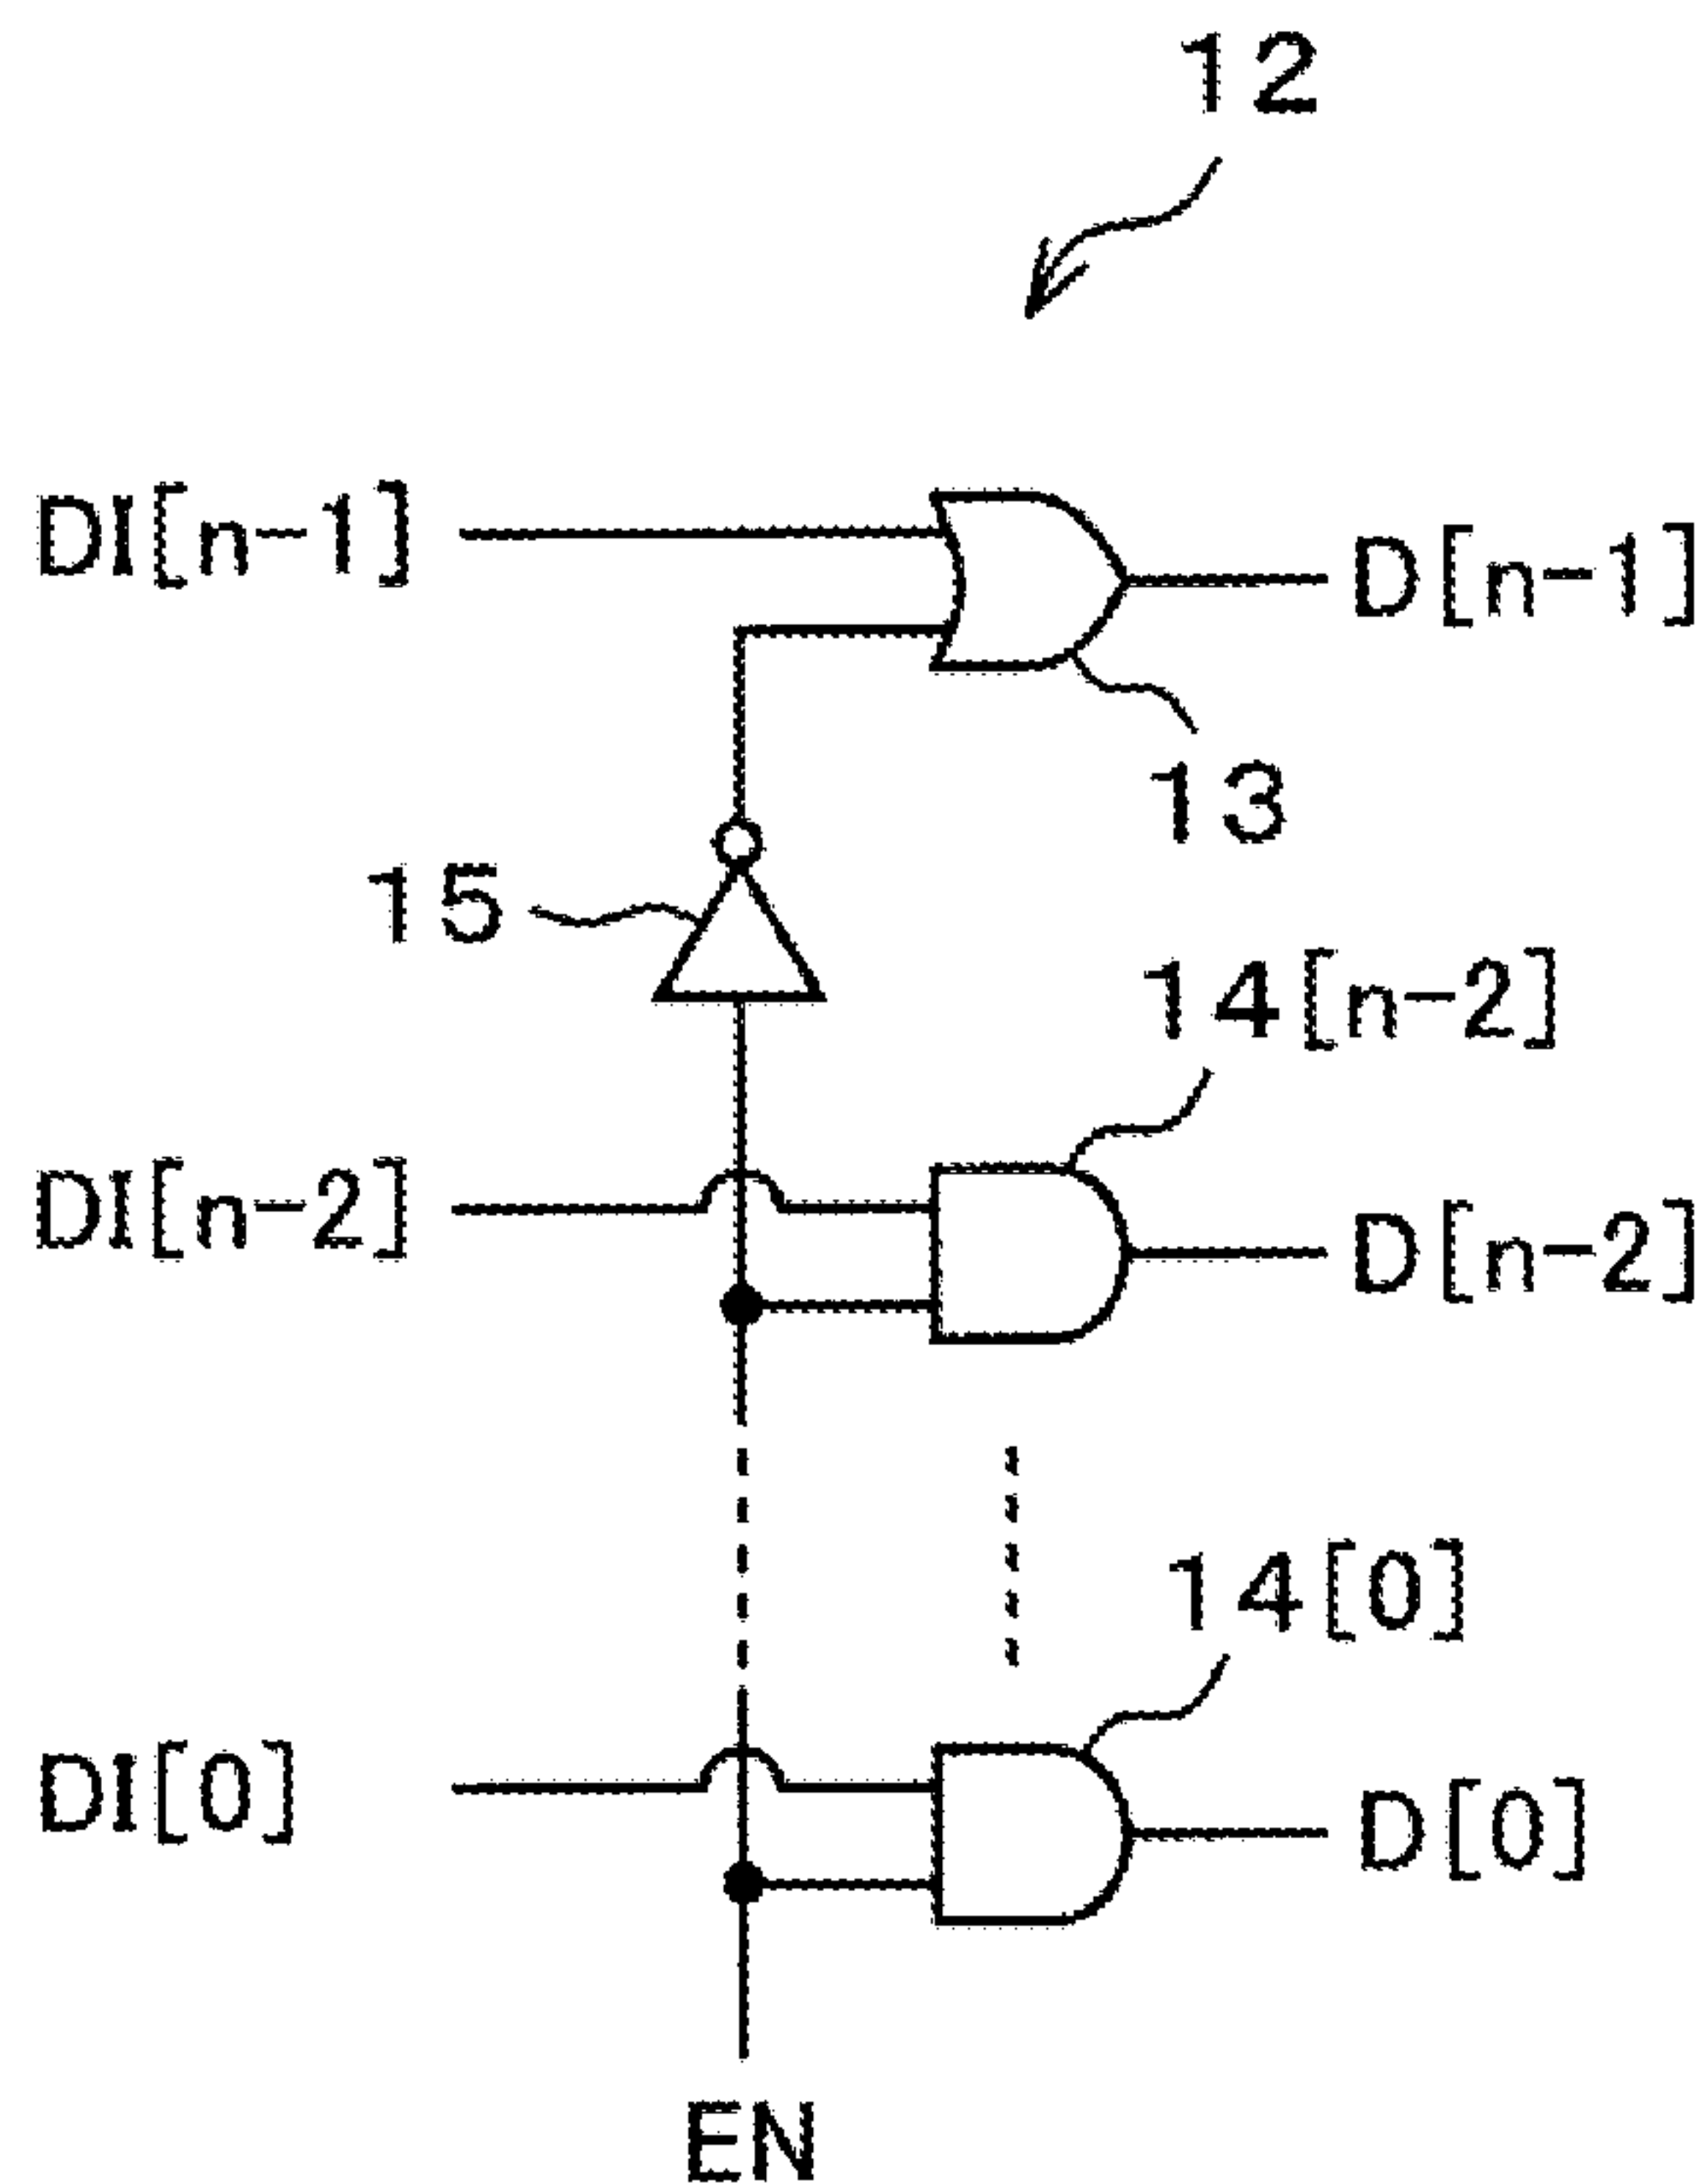 12
DI[n-1]
D[n-1]
13
15
14[n-2]
DI[n-2]
D[n-2]
14[0]
DI[0]
D[0]
EN